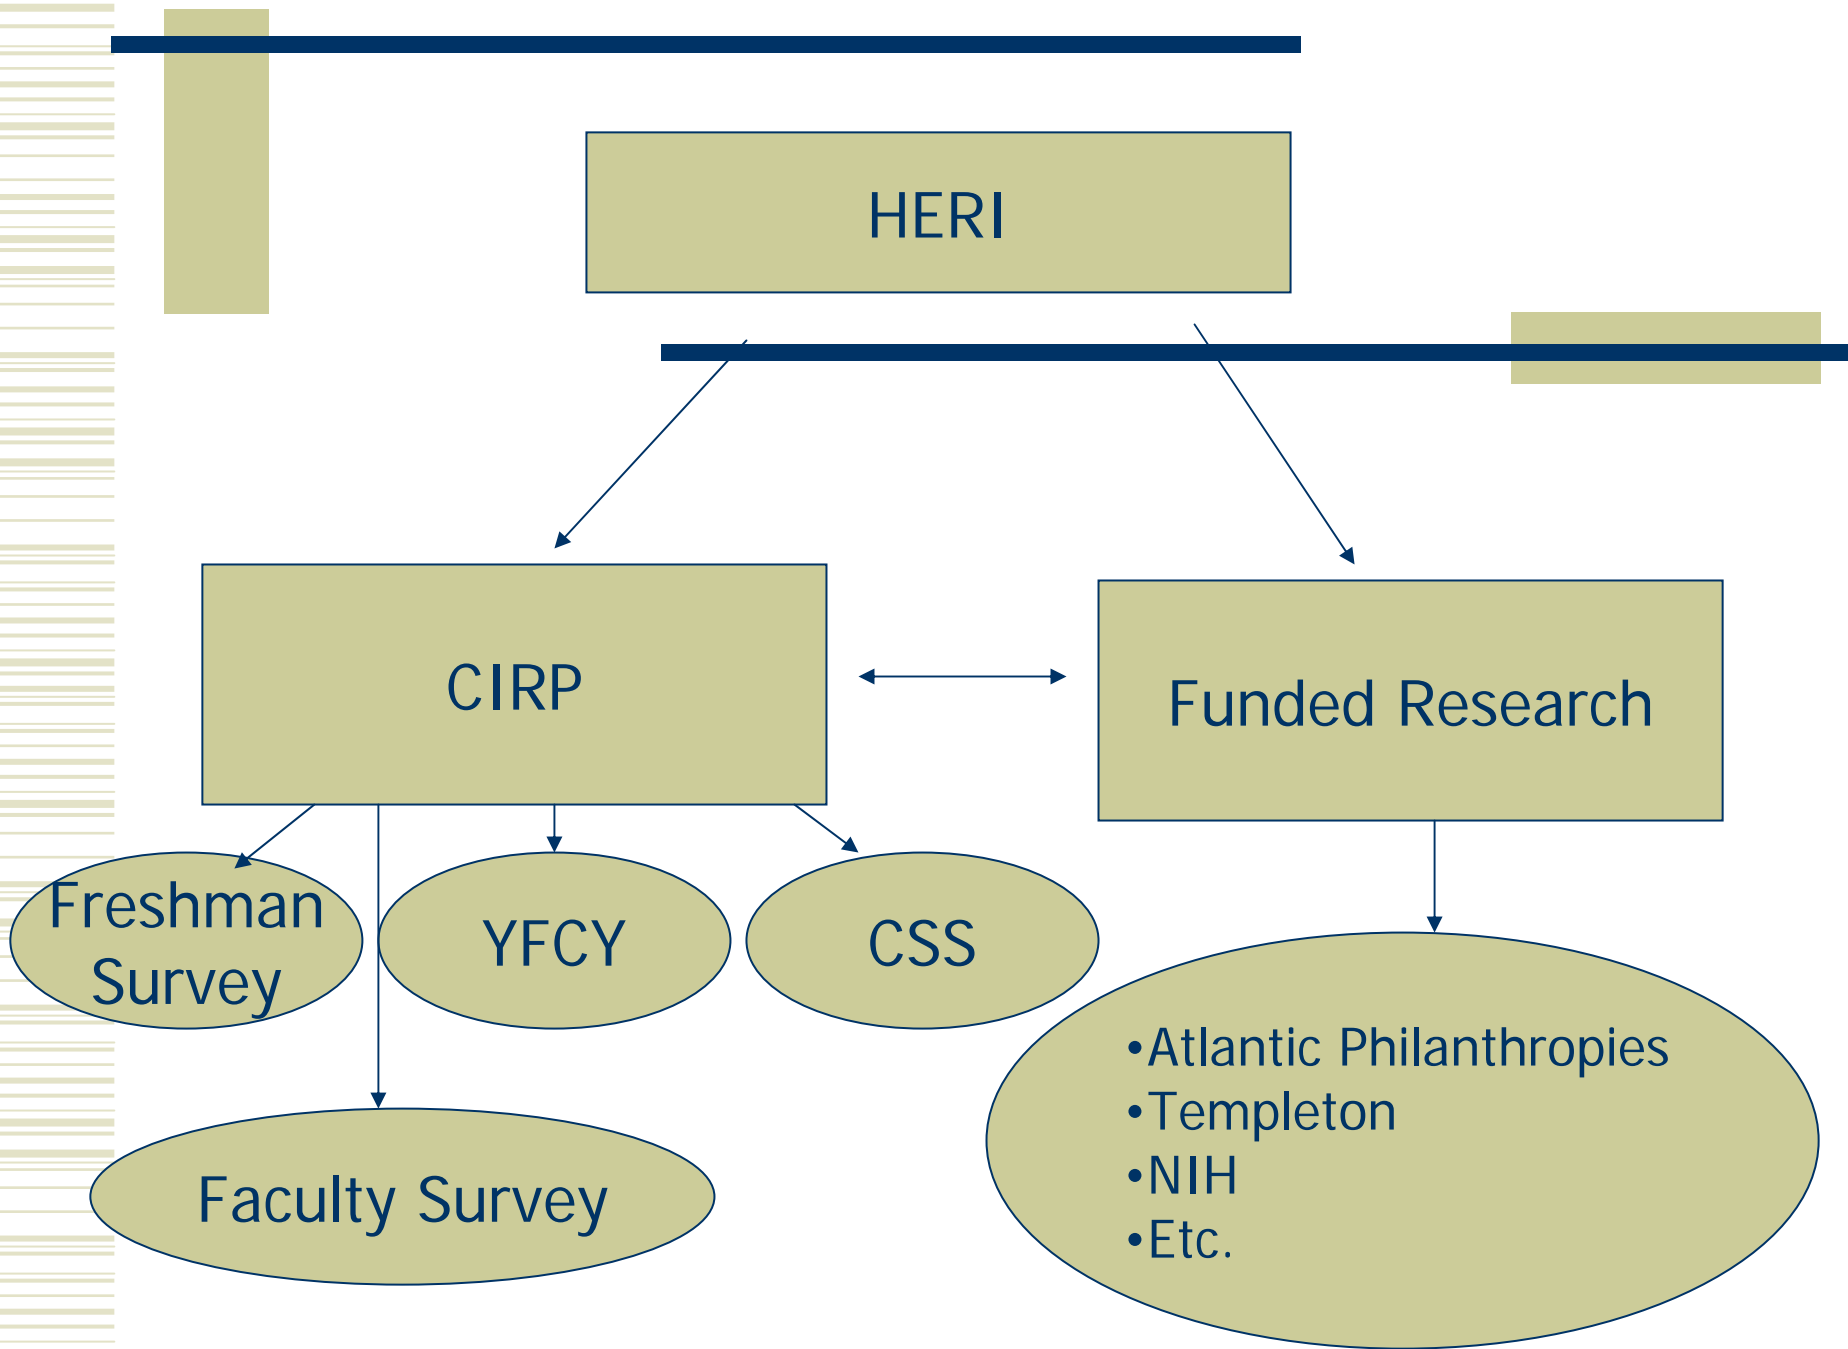 HERI
CIRP
Funded Research
Freshman
Survey
YFCY
CSS
•Atlantic Philanthropies
•Templeton
•NIH
•Etc.
Faculty Survey